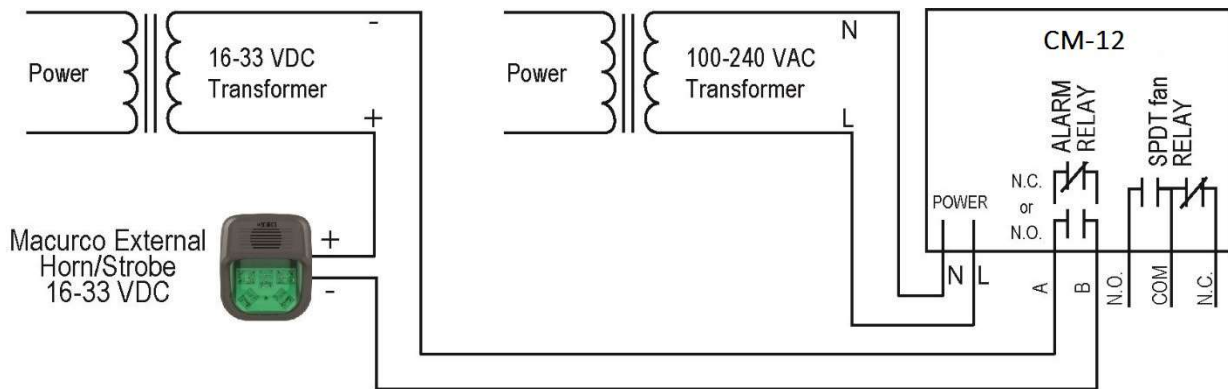 Power
16-33 VDC
Transformer
-
+
Power
100-240 VAC
Transformer
N
L
CM-12
ALARM
RELAY
SPDT fan
RELAY
N.C.
or
N.O.
POWER
N L
A
B
N.O.
COM
N.C.
Macurco External
Horn/Strobe
16-33 VDC
+
-